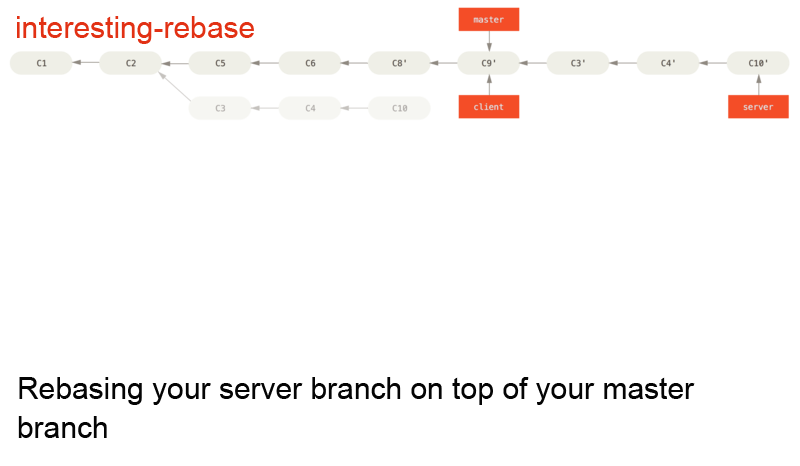 interesting-rebase
master
C1 C2 C5 C6 C8' C9' C3' C4' C10'
C3 C4 C10 client server
Rebasing your server branch on top of your master
branch